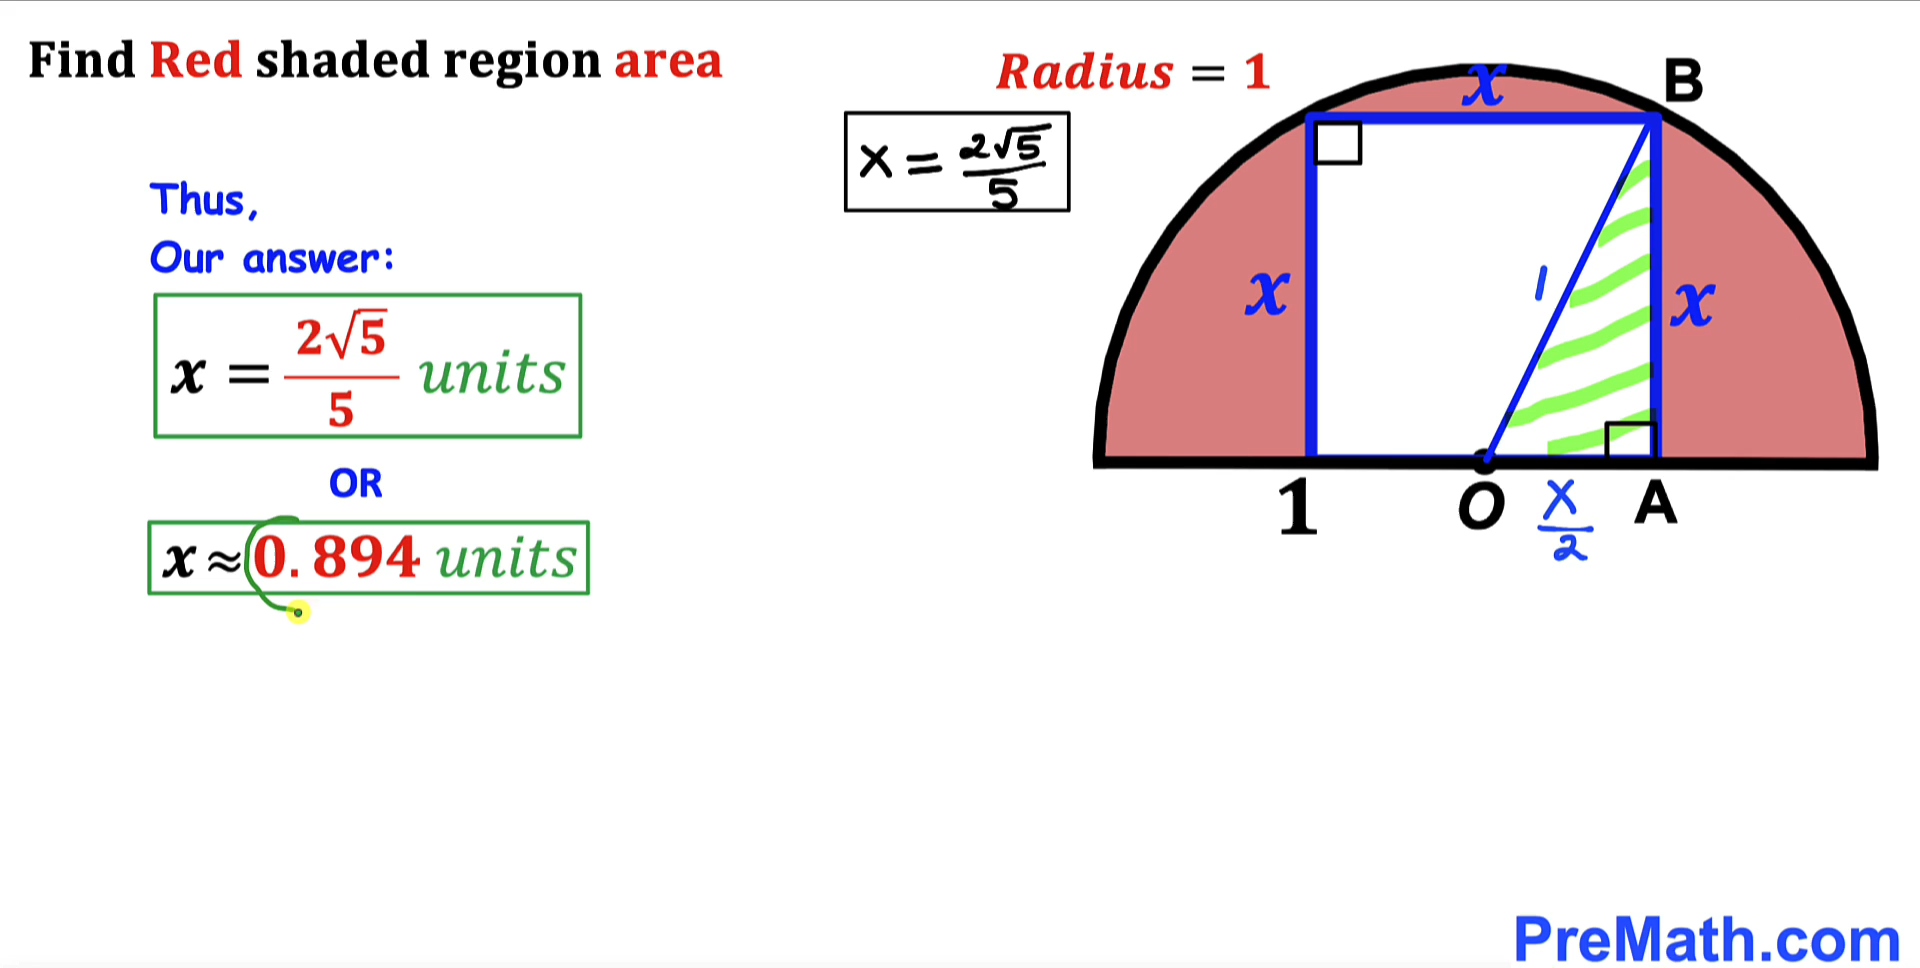 Find Red shaded region area
Radius = 1
x = 2√5/5
Thus,
Our answer:
x = 2√5/5 units
OR
x ≈ 0.894 units
x
B
x
1
x
1
O
x/2
A
PreMath.com